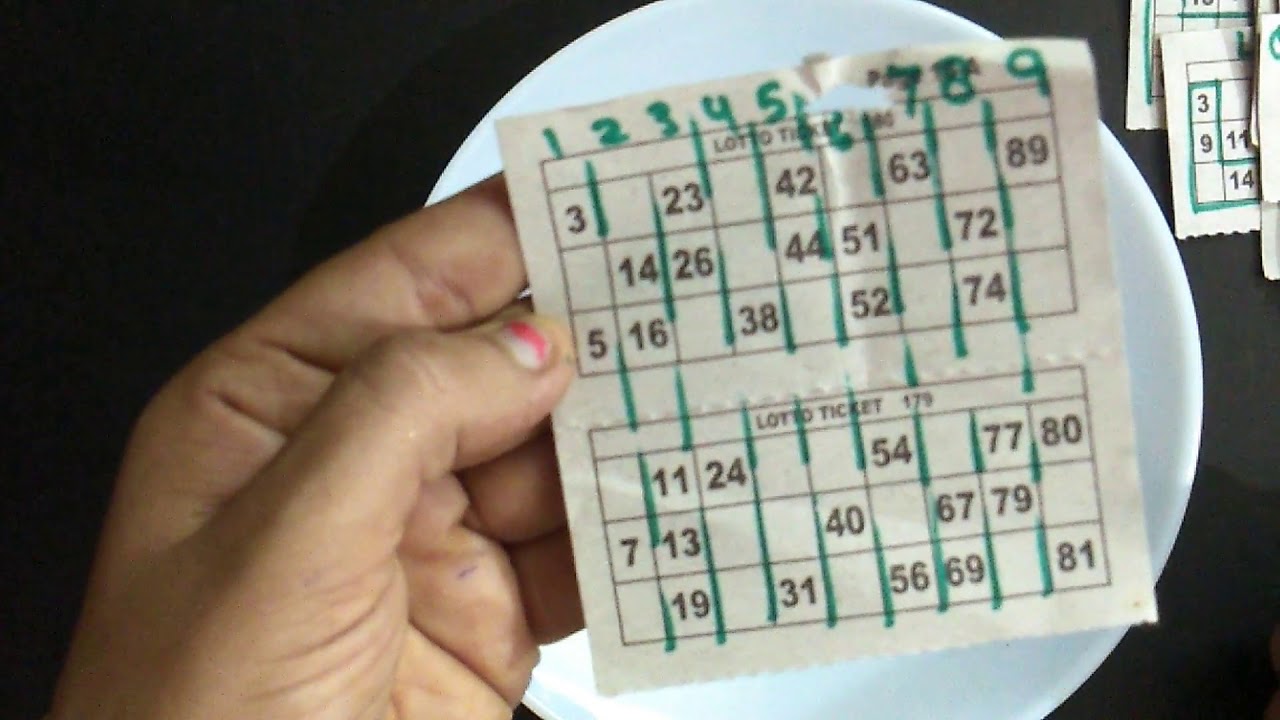 1 2 3 4 5 6 7 8 9
LOTTO TICKET
3 23 42 63 89
14 26 44 51 72
5 16 38 52 74
LOTTO TICKET 179
11 24 54 77 80
7 13 40 67 79
19 31 56 69 81
3
9 11
14